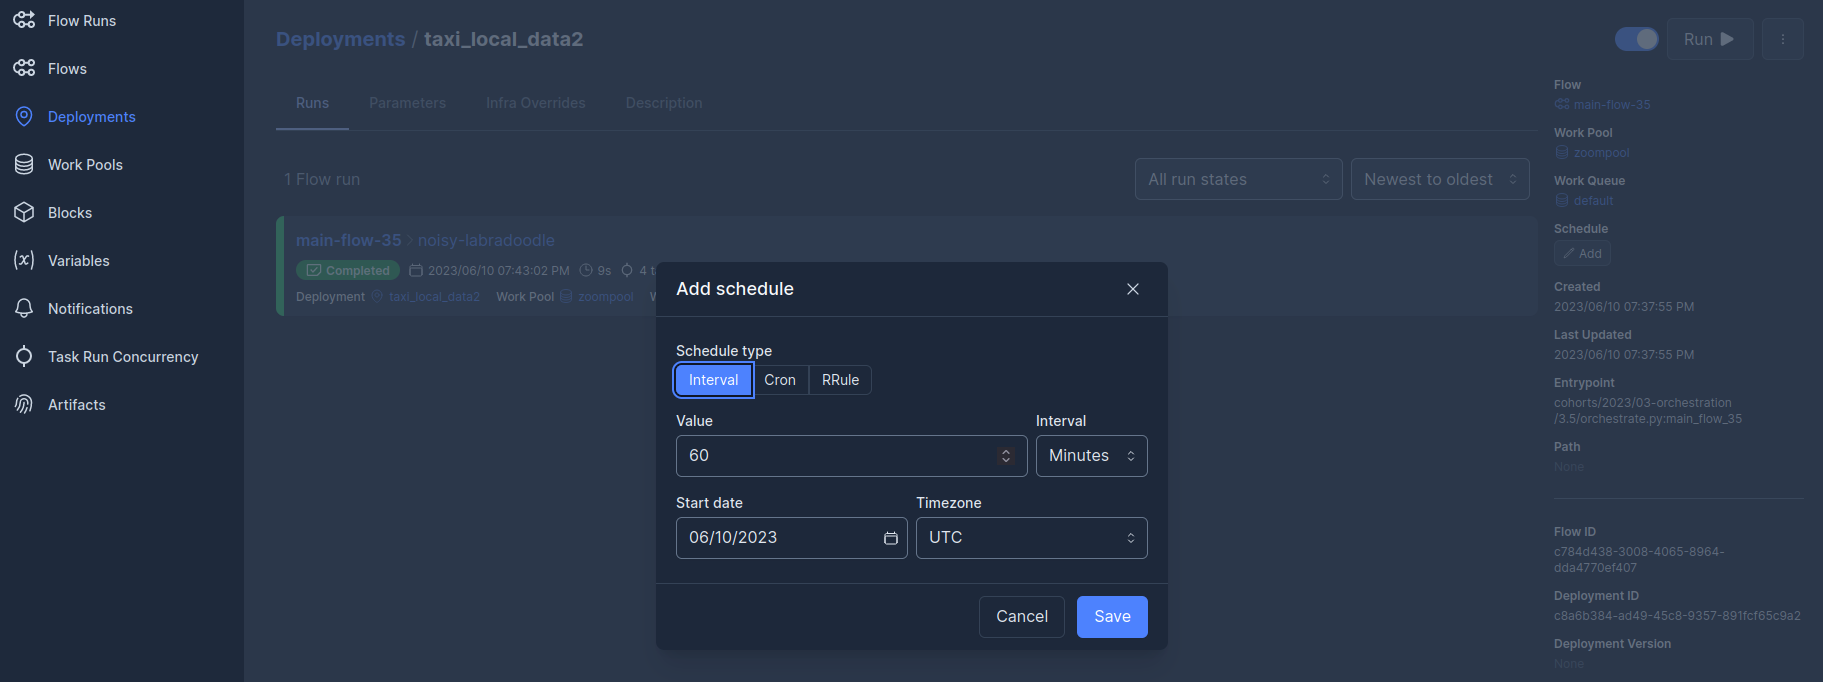 Flow Runs
Flows
Deployments
Work Pools
Blocks
Variables
Notifications
Task Run Concurrency
Artifacts
Deployments / taxi_local_data2
Run
Runs Parameters Infra Overrides Description
1 Flow run
All run states
Newest to oldest
main-flow-35 noisy-labradoodle
Completed 2023/06/10 07:43:02 PM 9s 4 t
Deployment taxi_local_data2 Work Pool zoompool W
Add schedule
Schedule type
Interval Cron RRule
Value Interval
60 Minutes
Start date Timezone
06/10/2023 UTC
Cancel Save
Flow
main-flow-35
Work Pool
zoompool
Work Queue
default
Schedule
Add
Created
2023/06/10 07:37:55 PM
Last Updated
2023/06/10 07:37:55 PM
Entrypoint
cohorts/2023/03-orchestration
/3.5/orchestrate.py:main_flow_35
Path
None
Flow ID
c784d438-3008-4065-8964-
dda4770ef407
Deployment ID
c8a6b384-ad49-45c8-9357-891fcf65c9a2
Deployment Version
None